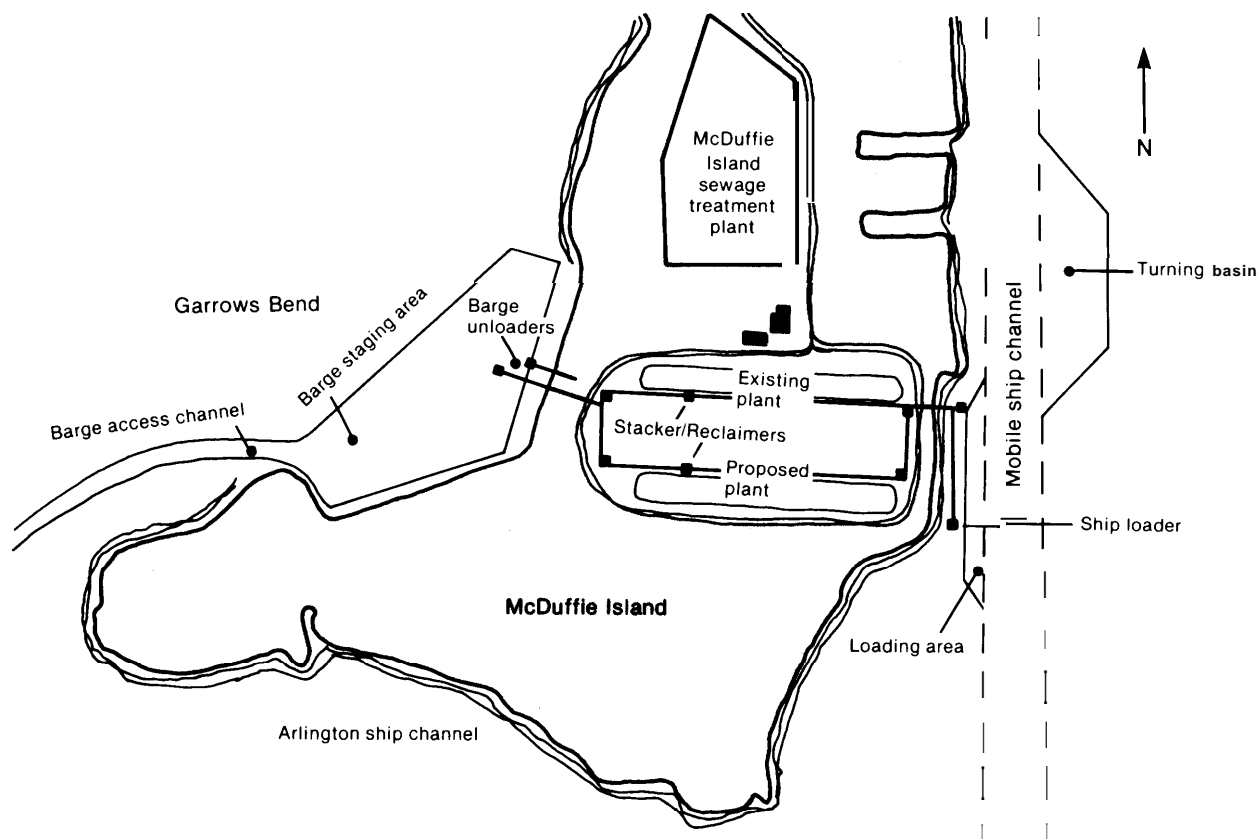 McDuffie
Island
sewage
treatment
plant
N
Turning basin
Garrows Bend
Barge staging area
Barge
unloaders
Mobile ship channel
Existing
plant
Barge access channel
Stacker/Reclaimers
Proposed
plant
Ship loader
McDuffie Island
Loading area
Arlington ship channel